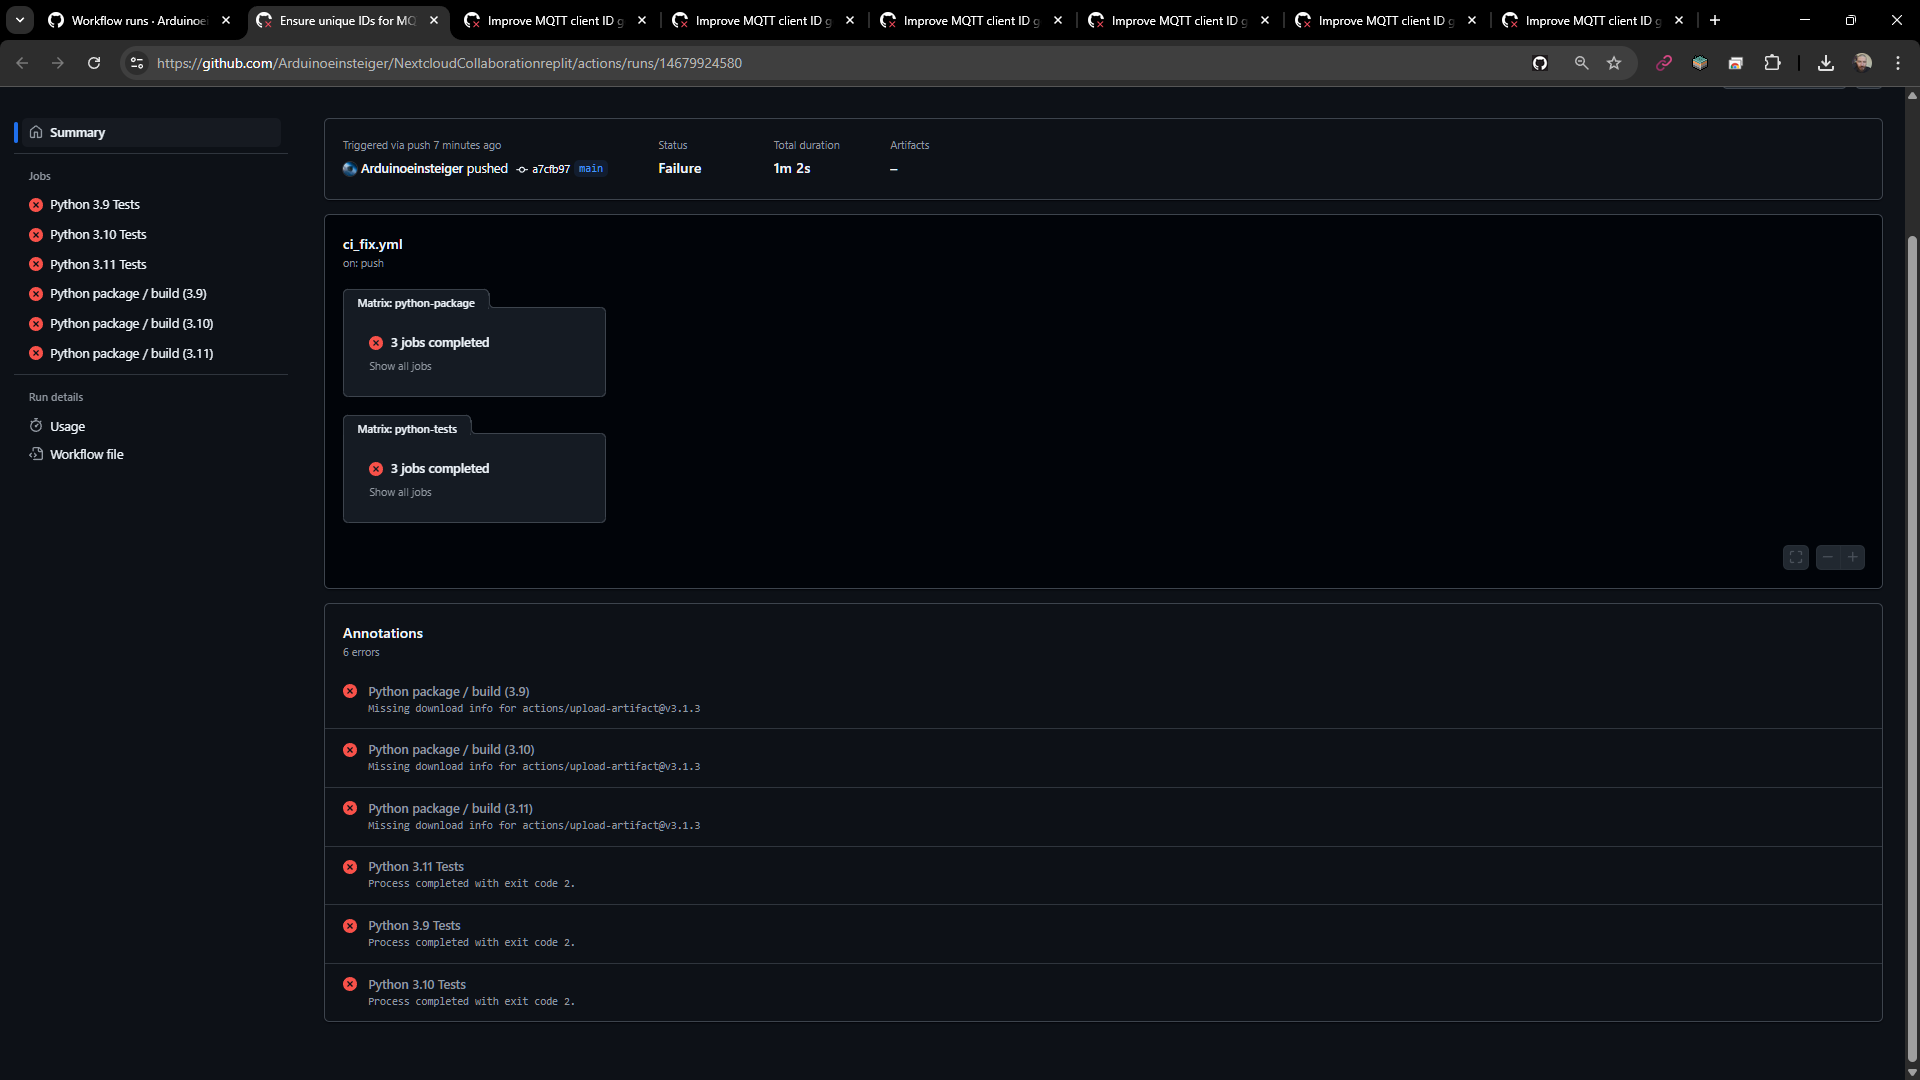 Workflow runs · Arduinoei
Ensure unique IDs for MQ
Improve MQTT client ID g
Improve MQTT client ID g
Improve MQTT client ID g
Improve MQTT client ID g
Improve MQTT client ID g
Improve MQTT client ID g
https://github.com/Arduinoeinsteiger/NextcloudCollaborationreplit/actions/runs/14679924580
Summary
Jobs
Python 3.9 Tests
Python 3.10 Tests
Python 3.11 Tests
Python package / build (3.9)
Python package / build (3.10)
Python package / build (3.11)
Run details
Usage
Workflow file
Triggered via push 7 minutes ago
Arduinoeinsteiger pushed a7cfb97 main
Status
Failure
Total duration
1m 2s
Artifacts
–
ci_fix.yml
on: push
Matrix: python-package
3 jobs completed
Show all jobs
Matrix: python-tests
3 jobs completed
Show all jobs
Annotations
6 errors
Python package / build (3.9)
Missing download info for actions/upload-artifact@v3.1.3
Python package / build (3.10)
Missing download info for actions/upload-artifact@v3.1.3
Python package / build (3.11)
Missing download info for actions/upload-artifact@v3.1.3
Python 3.11 Tests
Process completed with exit code 2.
Python 3.9 Tests
Process completed with exit code 2.
Python 3.10 Tests
Process completed with exit code 2.